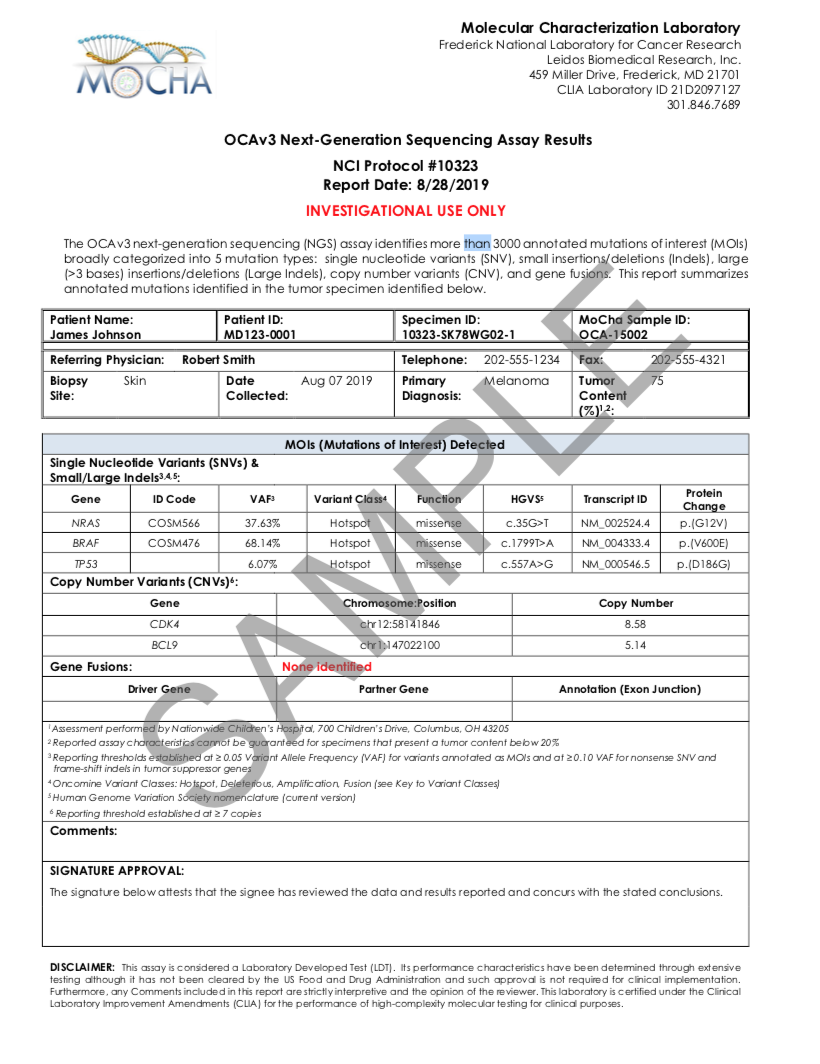 MOCHA
Molecular Characterization Laboratory
Frederick National Laboratory for Cancer Research
Leidos Biomedical Research, Inc.
459 Miller Drive, Frederick, MD 21701
CLIA Laboratory ID 21D2097127
301.846.7689
OCAv3 Next-Generation Sequencing Assay Results
NCI Protocol #10323
Report Date: 8/28/2019
INVESTIGATIONAL USE ONLY
The OCAv3 next-generation sequencing (NGS) assay identifies more than 3000 annotated mutations of interest (MOIs)
broadly categorized into 5 mutation types: single nucleotide variants (SNV), small insertions/deletions (Indels), large
(>3 bases) insertions/deletions (Large Indels), copy number variants (CNV), and gene fusions. This report summarizes
annotated mutations identified in the tumor specimen identified below.
Patient Name: Patient ID: Specimen ID: MoCha Sample ID:
James Johnson MD123-0001 10323-SK78WG02-1 OCA-15002
Referring Physician: Robert Smith Telephone: 202-555-1234 Fax: 202-555-4321
Biopsy Skin Date Aug 07 2019 Primary Melanoma Tumor 75
Site: Collected: Diagnosis: Content
(%)1,2:
MOIs (Mutations of Interest) Detected
Single Nucleotide Variants (SNVs) &
Small/Large Indels3,4,5:
Gene ID Code VAF3 Variant Class4 Function HGVS5 Transcript ID Protein Change
NRAS COSM566 37.63% Hotspot missense c.35G>T NM_002524.4 p.(G12V)
BRAF COSM476 68.14% Hotspot missense c.1799T>A NM_004333.4 p.(V600E)
TP53 6.07% Hotspot missense c.557A>G NM_000546.5 p.(D186G)
Copy Number Variants (CNVs)6:
Gene Chromosome:Position Copy Number
CDK4 chr12:58141846 8.58
BCL9 chr1:147022100 5.14
Gene Fusions: None identified
Driver Gene Partner Gene Annotation (Exon Junction)
1 Assessment performed by Nationwide Children's Hospital, 700 Children's Drive, Columbus, OH 43205
2 Reported assay characteristics cannot be guaranteed for specimens that present a tumor content below 20%
3 Reporting thresholds established at ≥ 0.05 Variant Allele Frequency (VAF) for variants annotated as MOIs and at ≥ 0.10 VAF for nonsense SNV and
frame-shift indels in tumor suppressor genes
4 Oncomine Variant Classes: Hotspot, Deleterious, Amplification, Fusion (see Key to Variant Classes)
5 Human Genome Variation Society nomenclature (current version)
6 Reporting threshold established at ≥ 7 copies
Comments:
SIGNATURE APPROVAL:
The signature below attests that the signee has reviewed the data and results reported and concurs with the stated conclusions.
DISCLAIMER: This assay is considered a Laboratory Developed Test (LDT). Its performance characteristics have been determined through extensive
testing although it has not been cleared by the US Food and Drug Administration and such approval is not required for clinical implementation.
Furthermore, any Comments included in this report are strictly interpretive and the opinion of the reviewer. This laboratory is certified under the Clinical
Laboratory Improvement Amendments (CLIA) for the performance of high-complexity molecular testing for clinical purposes.
SAMPLE